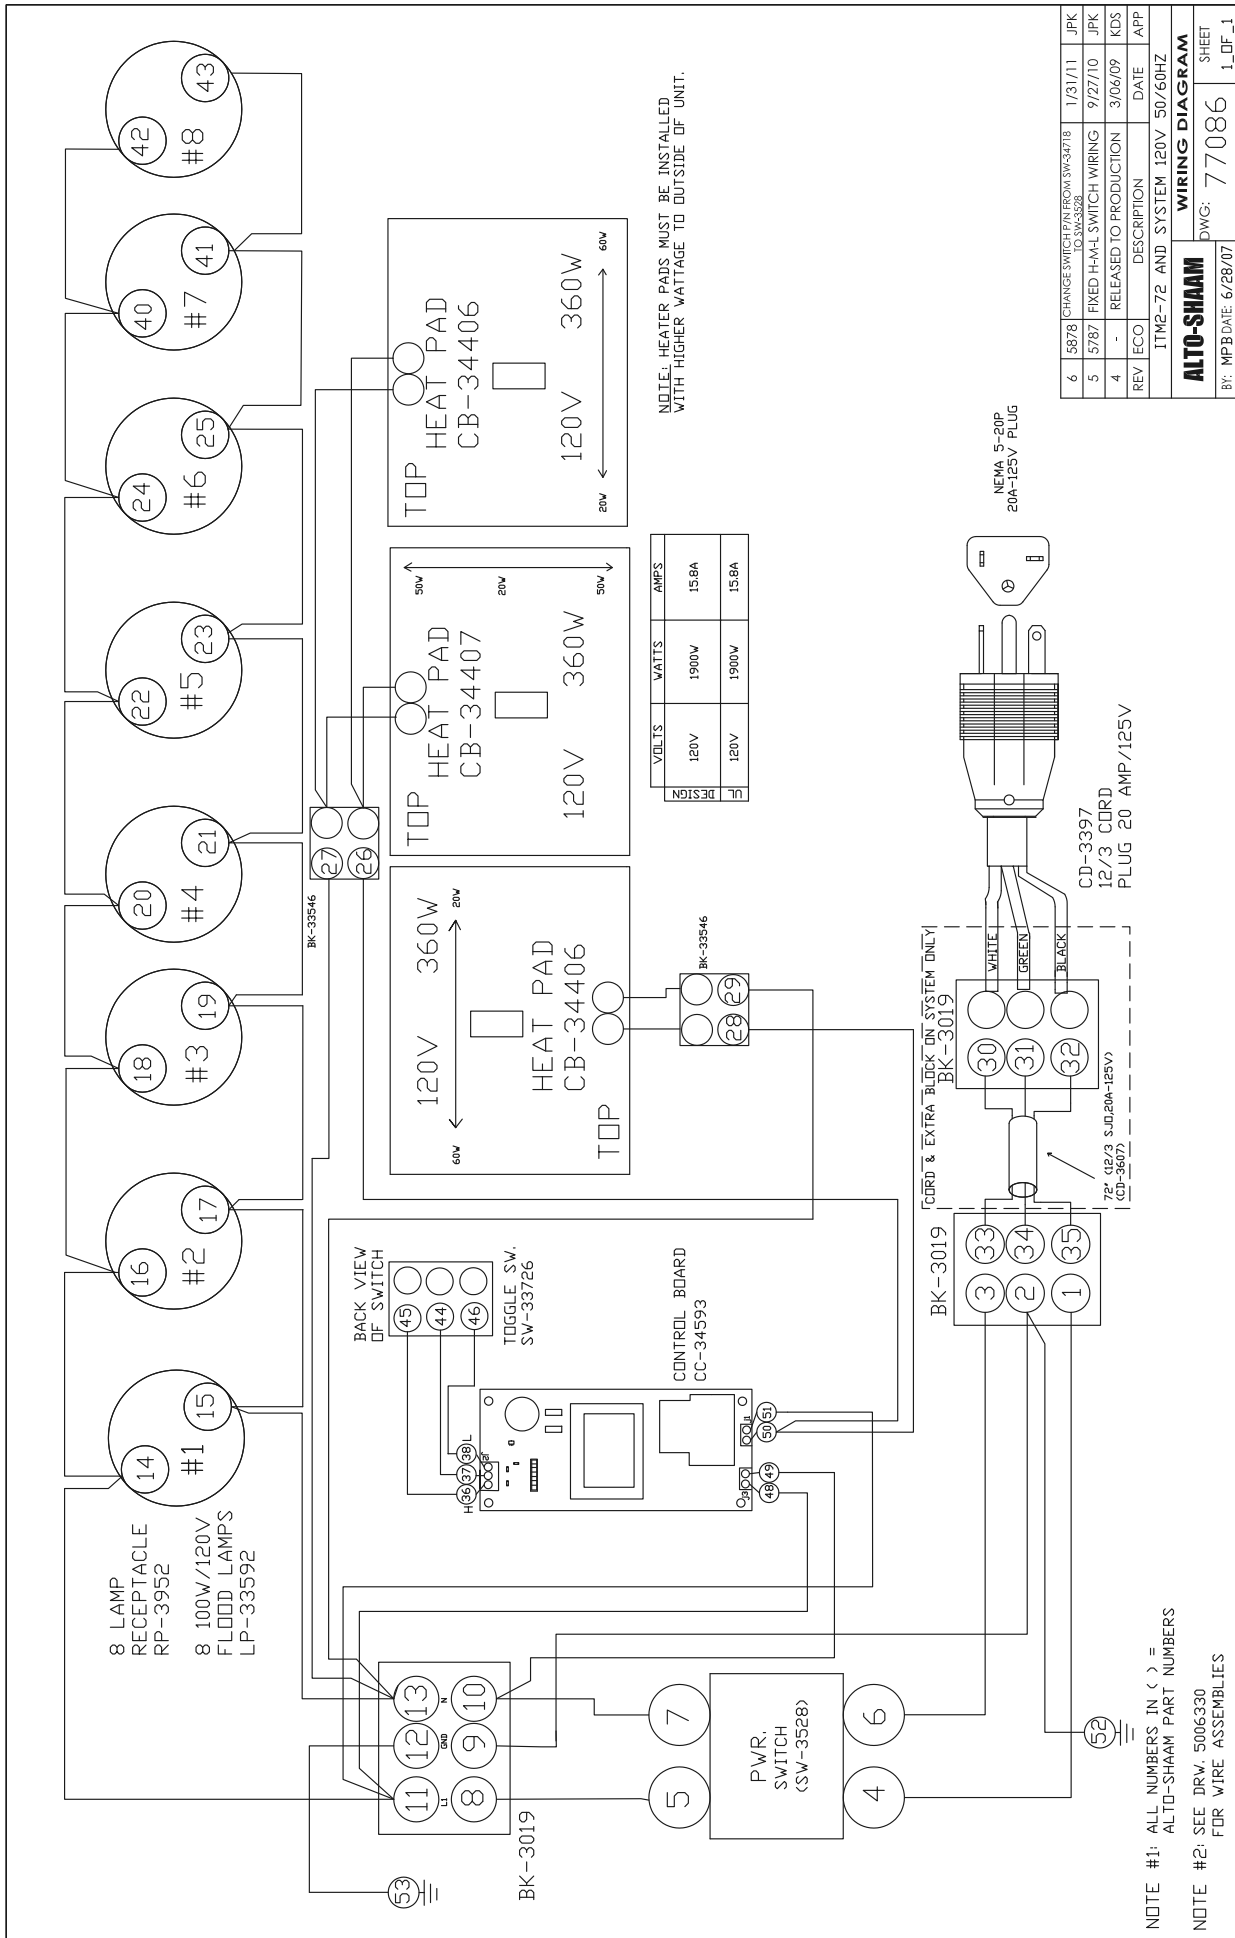 42
43
#8
40
41
#7
24
25
#6
22
23
#5
20
21
#4
18
19
#3
16
17
#2
14
15
#1
8 LAMP
RECEPTACLE
RP-3952
8 100W/120V
FLOOD LAMPS
LP-33592
BK-33546
27
26
TOP
HEAT PAD
CB-34406
120V 360W
20W
60W
TOP
HEAT PAD
CB-34407
120V 360W
50W
20W
50W
120V 360W
60W
20W
HEAT PAD
CB-34406
TOP
BK-33546
28
29
NOTE: HEATER PADS MUST BE INSTALLED
WITH HIGHER WATTAGE TO OUTSIDE OF UNIT.
VOLTS WATTS AMPS
DESIGN 120V 1900W 15.8A
UL 120V 1900W 15.8A
BACK VIEW
OF SWITCH
45
44
46
TOGGLE SW.
SW-33726
CONTROL BOARD
CC-34593
H
36
37
38
L
J2
J3
J1
48
49
50
51
11
12
13
L1
GND
N
8
9
10
BK-3019
53
5
7
PWR.
SWITCH
(SW-3528)
4
6
52
BK-3019
3
33
2
34
1
35
CORD & EXTRA BLOCK ON SYSTEM ONLY
BK-3019
30
31
32
WHITE
GREEN
BLACK
72" (12/3 SJO,20A-125V)
(CD-3607)
CD-3397
12/3 CORD
PLUG 20 AMP/125V
NEMA 5-20P
20A-125V PLUG
NOTE #1: ALL NUMBERS IN ( ) =
ALTO-SHAAM PART NUMBERS
NOTE #2: SEE DRW. 5006330
FOR WIRE ASSEMBLIES
6 5878 CHANGE SWITCH P/N FROM SW-34718 1/31/11 JPK
TO SW-3528
5 5787 FIXED H-M-L SWITCH WIRING 9/27/10 JPK
4 - RELEASED TO PRODUCTION 3/06/09 KDS
REV ECO DESCRIPTION DATE APP
ITM2-72 AND SYSTEM 120V 50/60HZ
ALTO-SHAAM WIRING DIAGRAM
BY: MPB DATE: 6/28/07 DWG: 77086 SHEET
1_OF_1